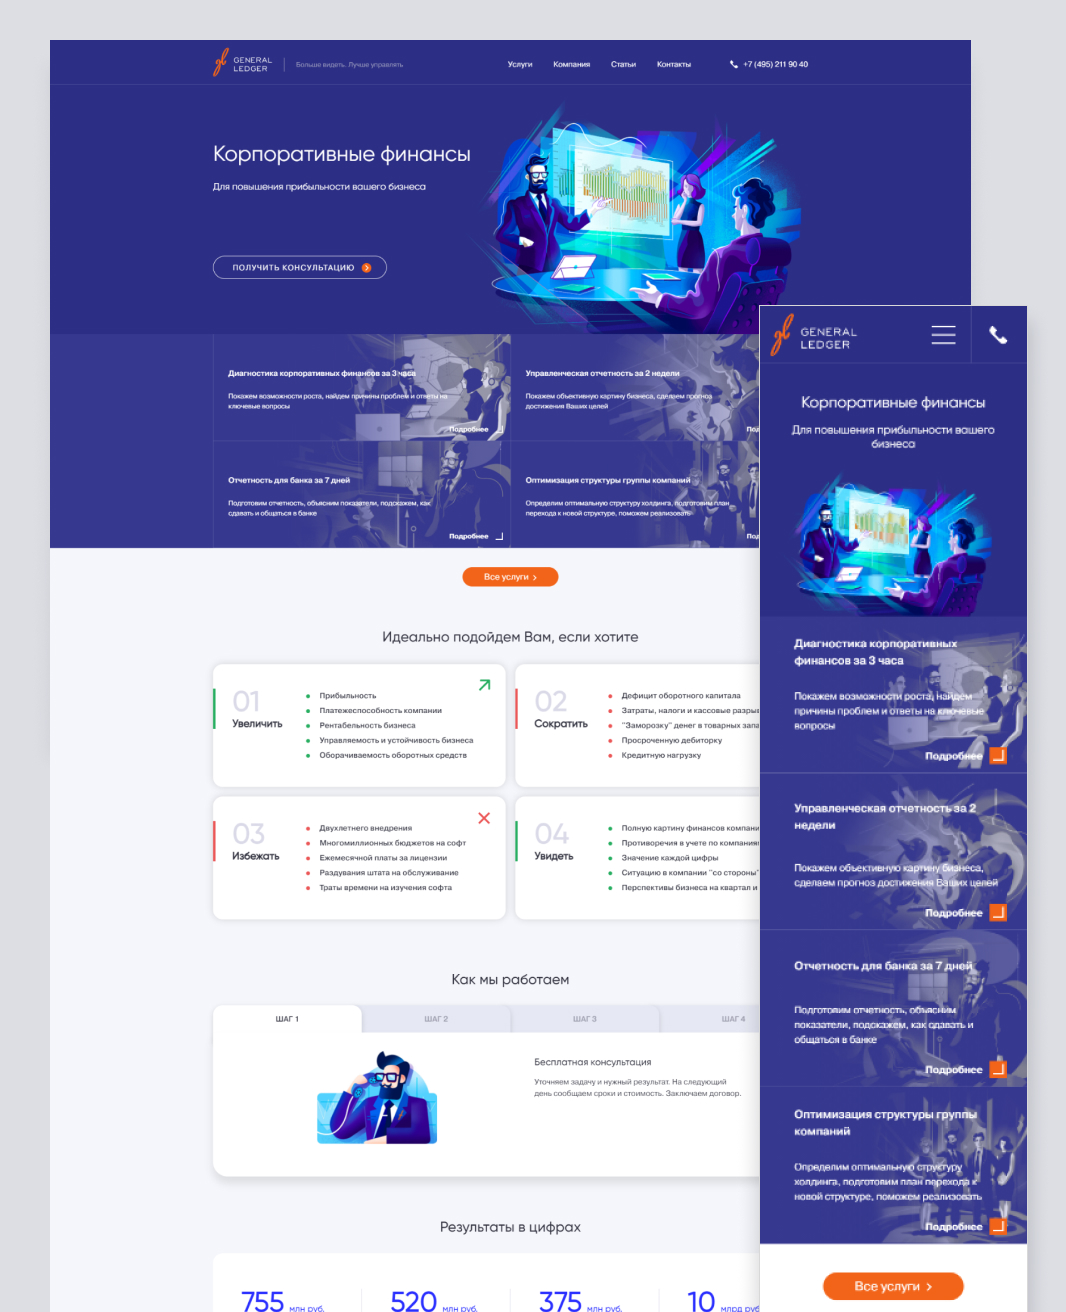 GENERAL
LEDGER
Больше видеть. Лучше управлять
Услуги
Компания
Статьи
Контакты
+7 (495) 211 90 40
Корпоративные финансы
Для повышения прибыльности вашего бизнеса
ПОЛУЧИТЬ КОНСУЛЬТАЦИЮ
Диагностика корпоративных финансов за 3 часа
Покажем возможности роста, найдем причины проблем и ответы на
ключевые вопросы
Подробнее
Управленческая отчетность за 2 недели
Покажем объективную картину бизнеса, сделаем прогноз
достижения Ваших целей
Под
Отчетность для банка за 7 дней
Подготовим отчетность, объясним показатели, подскажем, как
сдавать и общаться в банке
Подробнее
Оптимизация структуры группы компаний
Определим оптимальную структуру холдинга, подготовим план
перехода к новой структуре, поможем реализовать
Под
Все услуги
Идеально подойдем Вам, если хотите
01
Увеличить
Прибыльность
Платежеспособность компании
Рентабельность бизнеса
Управляемость и устойчивость бизнеса
Оборачиваемость оборотных средств
02
Сократить
Дефицит оборотного капитала
Затраты, налоги и кассовые разрыв
"Заморозку" денег в товарных запа
Просроченную дебиторку
Кредитную нагрузку
03
Избежать
Двухлетнего внедрения
Многомиллионных бюджетов на софт
Ежемесячной платы за лицензии
Раздувания штата на обслуживание
Траты времени на изучения софта
04
Увидеть
Полную картину финансов компани
Противоречия в учете по компания
Значение каждой цифры
Ситуацию в компании "со стороны"
Перспективы бизнеса на квартал и
Как мы работаем
ШАГ 1
ШАГ 2
ШАГ 3
ШАГ 4
Бесплатная консультация
Уточняем задачу и нужный результат. На следующий
день сообщаем сроки и стоимость. Заключаем договор.
Результаты в цифрах
755 млн руб.
520 млн руб.
375 млн руб.
10 млрд руб
GENERAL
LEDGER
Корпоративные финансы
Для повышения прибыльности вашего
бизнеса
Диагностика корпоративных
финансов за 3 часа
Покажем возможности роста, найдем
причины проблем и ответы на ключевые
вопросы
Подробнее
Управленческая отчетность за 2
недели
Покажем объективную картину бизнеса,
сделаем прогноз достижения Ваших целей
Подробнее
Отчетность для банка за 7 дней
Подготовим отчетность, объясним
показатели, подскажем, как сдавать и
общаться в банке
Подробнее
Оптимизация структуры группы
компаний
Определим оптимальную структуру
холдинга, подготовим план перехода к
новой структуре, поможем реализовать
Подробнее
Все услуги